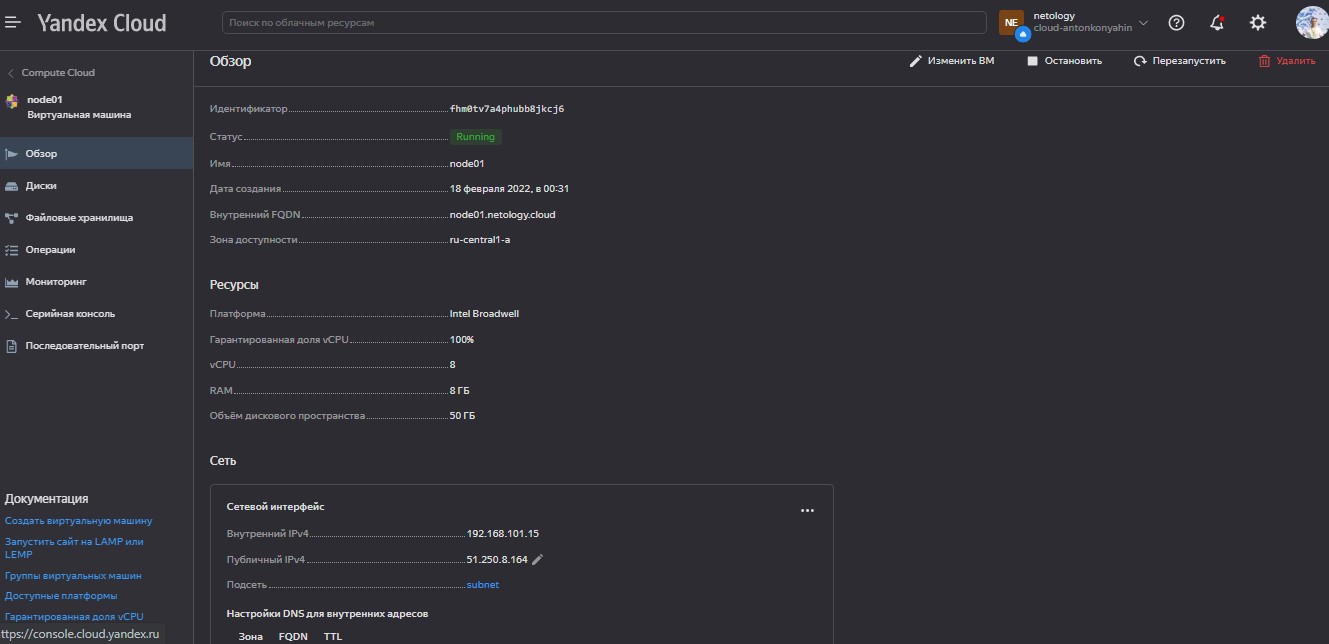 Yandex Cloud
Поиск по облачным ресурсам
NE
netology
cloud-antonkonyahin
Compute Cloud
node01
Виртуальная машина
Обзор
Диски
Файловые хранилища
Операции
Мониторинг
Серийная консоль
Последовательный порт
Документация
Создать виртуальную машину
Запустить сайт на LAMP или
LEMP
Группы виртуальных машин
Доступные платформы
Гарантированная доля vCPU
ttps://console.cloud.yandex.ru
Обзор
Изменить ВМ
Остановить
Перезапустить
Удалить
Идентификатор fhm0tv7a4phubb8jkcj6
Статус Running
Имя node01
Дата создания 18 февраля 2022, в 00:31
Внутренний FQDN node01.netology.cloud
Зона доступности ru-central1-a
Ресурсы
Платформа Intel Broadwell
Гарантированная доля vCPU 100%
vCPU 8
RAM 8 ГБ
Объём дискового пространства 50 ГБ
Сеть
Сетевой интерфейс
Внутренний IPv4 192.168.101.15
Публичный IPv4 51.250.8.164
Подсеть subnet
Настройки DNS для внутренних адресов
Зона FQDN TTL